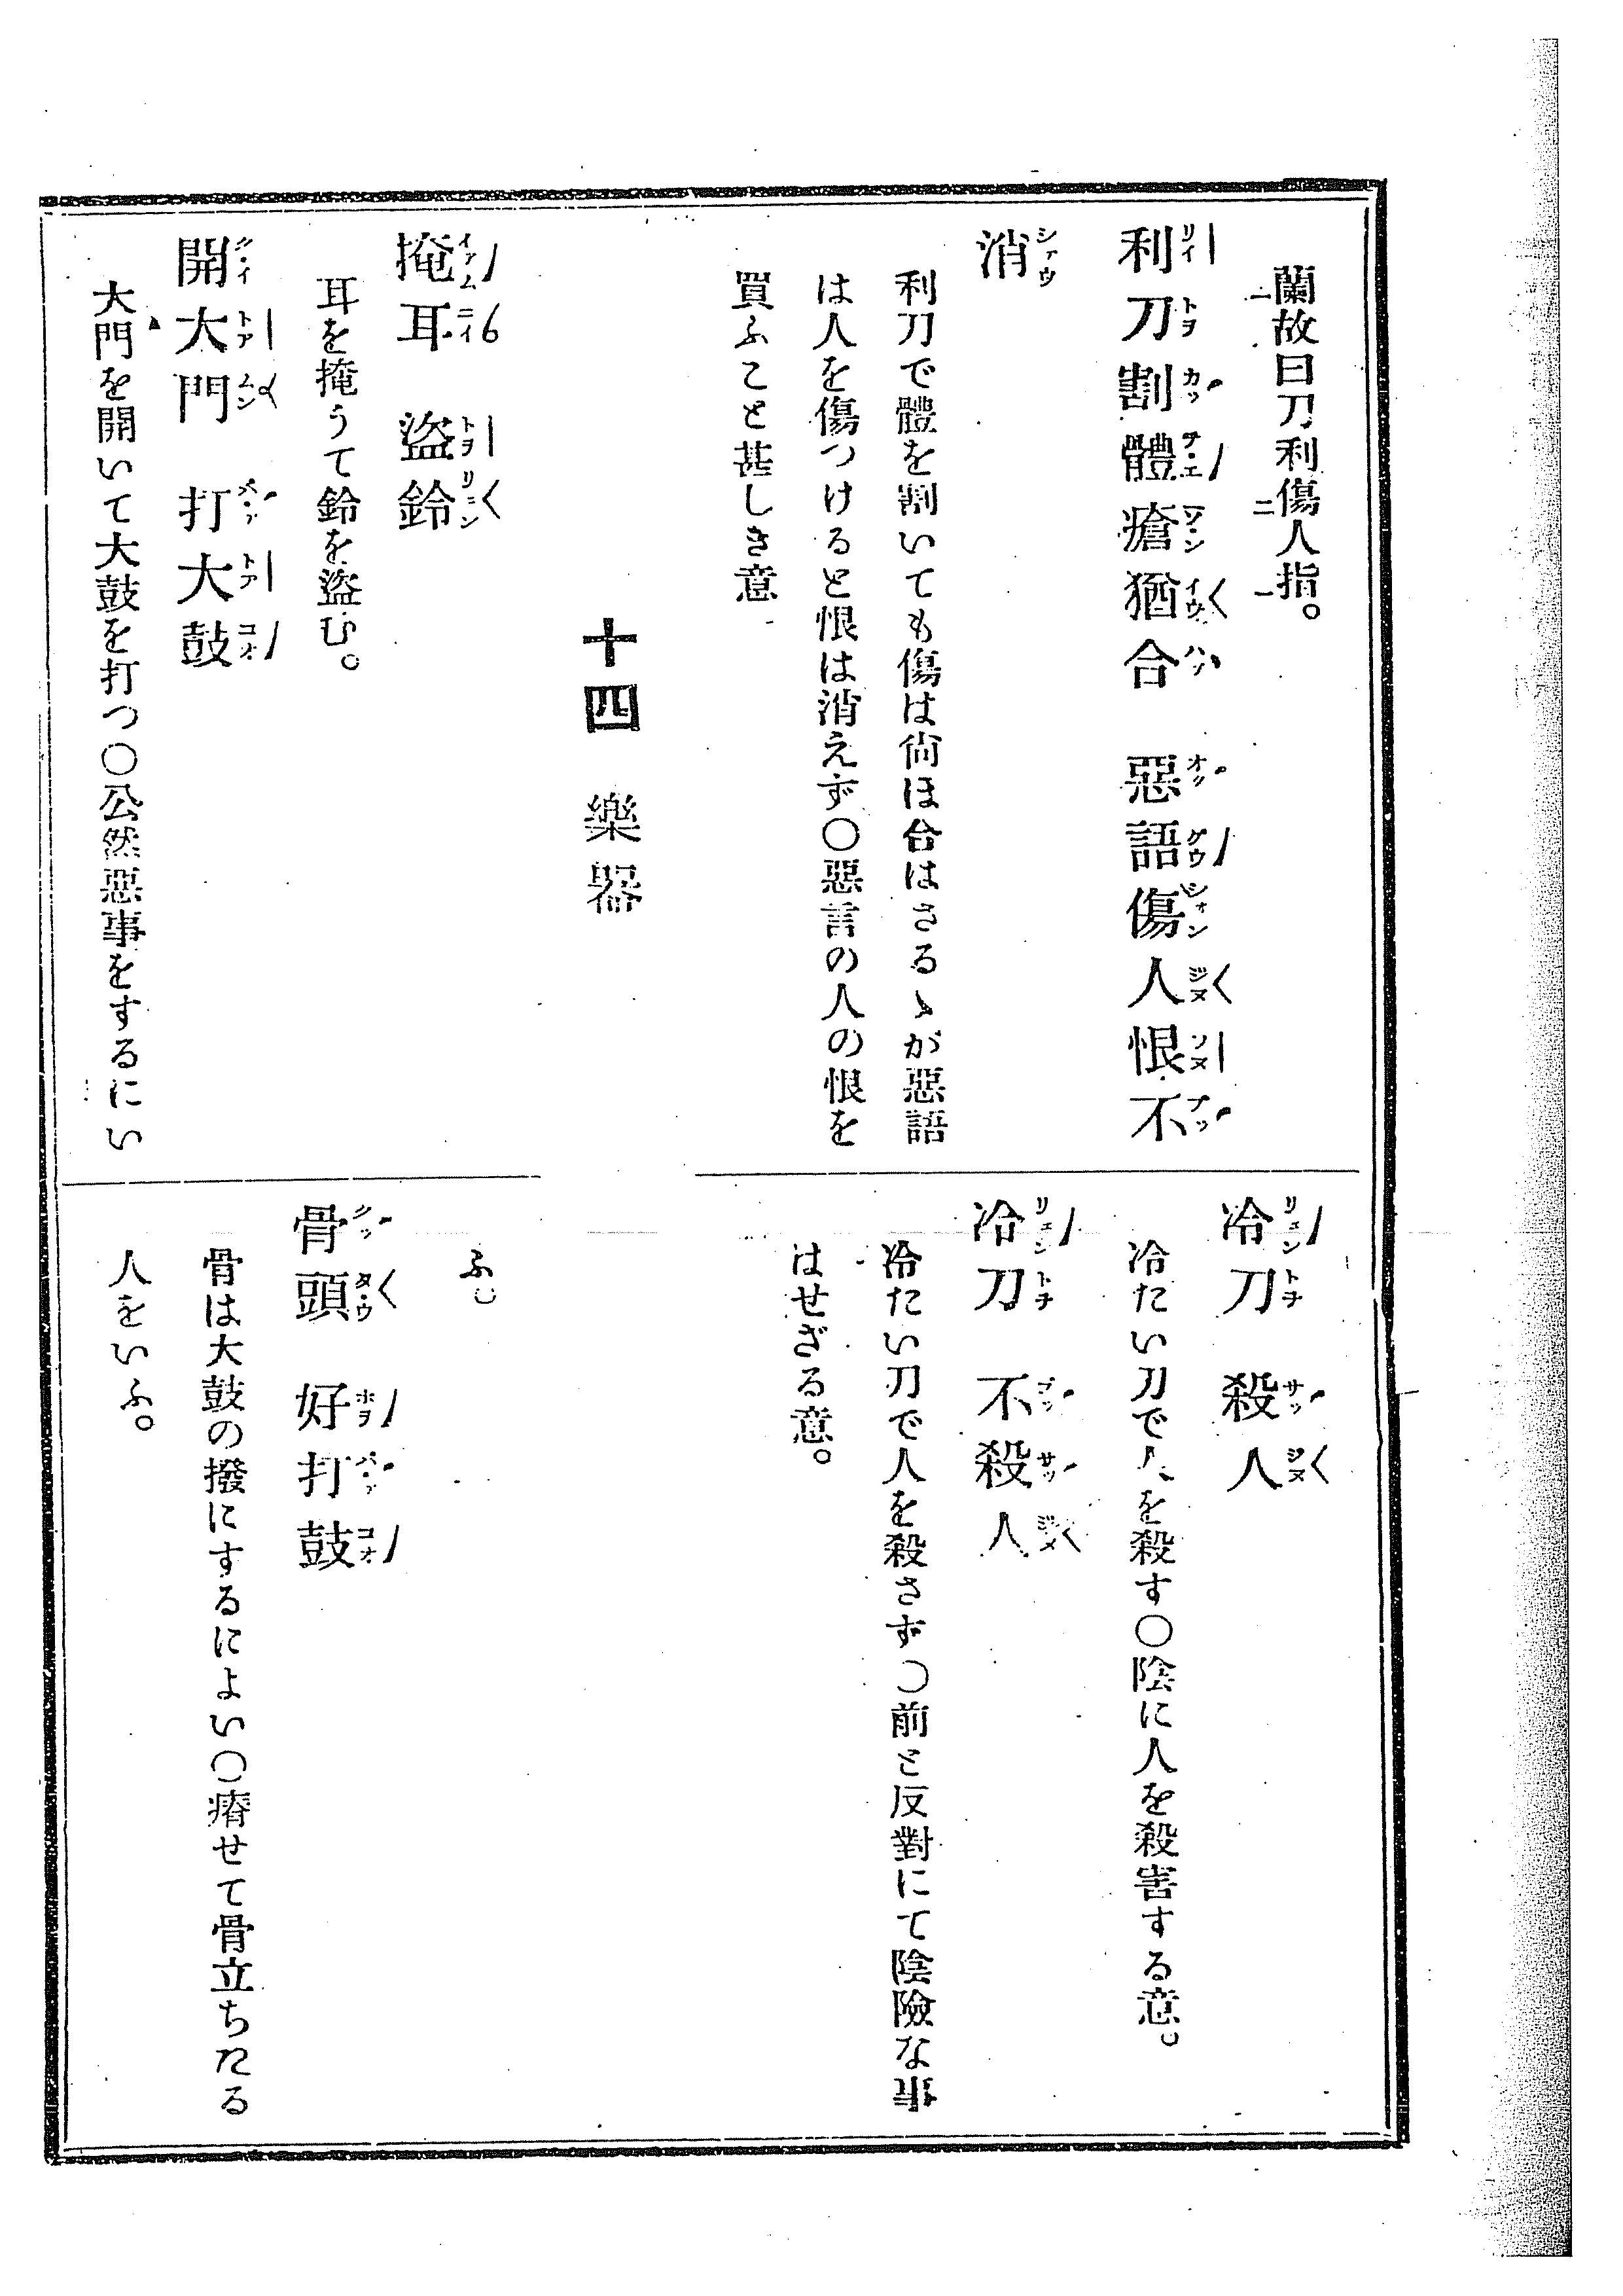 蘭故曰刀利傷人指。
利刀割體瘡猶合　惡語傷人恨不
消
利刀で體を割いても傷は尙ほ合はさるゝが惡語
は人を傷つけると恨は消えず〇惡言の人の恨を
買ふこと甚しき意
冷刀　殺人
冷たい刀で人を殺す〇陰に人を殺害する意。
冷刀　不殺人
冷たい刀で人を殺さず〇前と反對にて陰險な事
はせざる意。
十四　樂器
掩耳　盜鈴
耳を掩うて鈴を盜む。
開大門　打大鼓
大門を開いて大鼓を打つ〇公然惡事をするにい
ふ。
骨頭　好打鼓
骨は大鼓の撥にするによい〇瘠せて骨立ちたる
人をいふ。